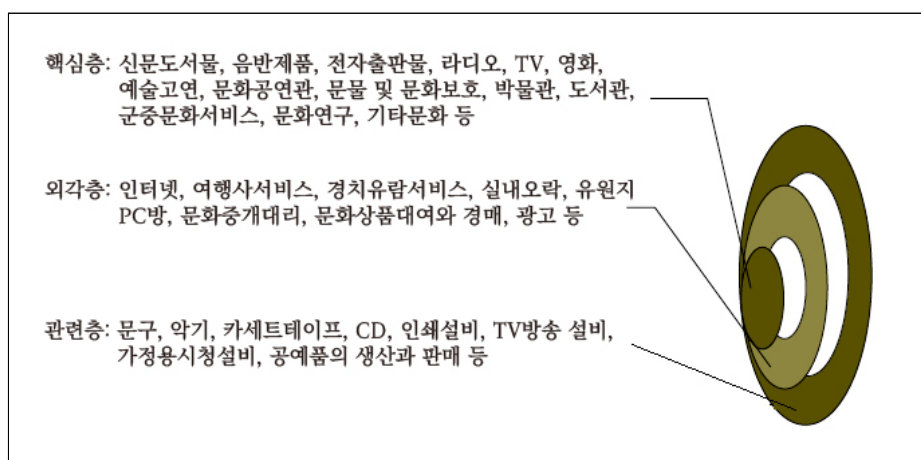 핵심층: 신문도서물, 음반제품, 전자출판물, 라디오, TV, 영화,
예술고연, 문화공연관, 문물 및 문화보호, 박물관, 도서관,
군중문화서비스, 문화연구, 기타문화 등
외각층: 인터넷, 여행사서비스, 경치유람서비스, 실내오락, 유원지
PC방, 문화중개대리, 문화상품대여와 경매, 광고 등
관련층: 문구, 악기, 카세트테이프, CD, 인쇄설비, TV방송 설비,
가정용시청설비, 공예품의 생산과 판매 등